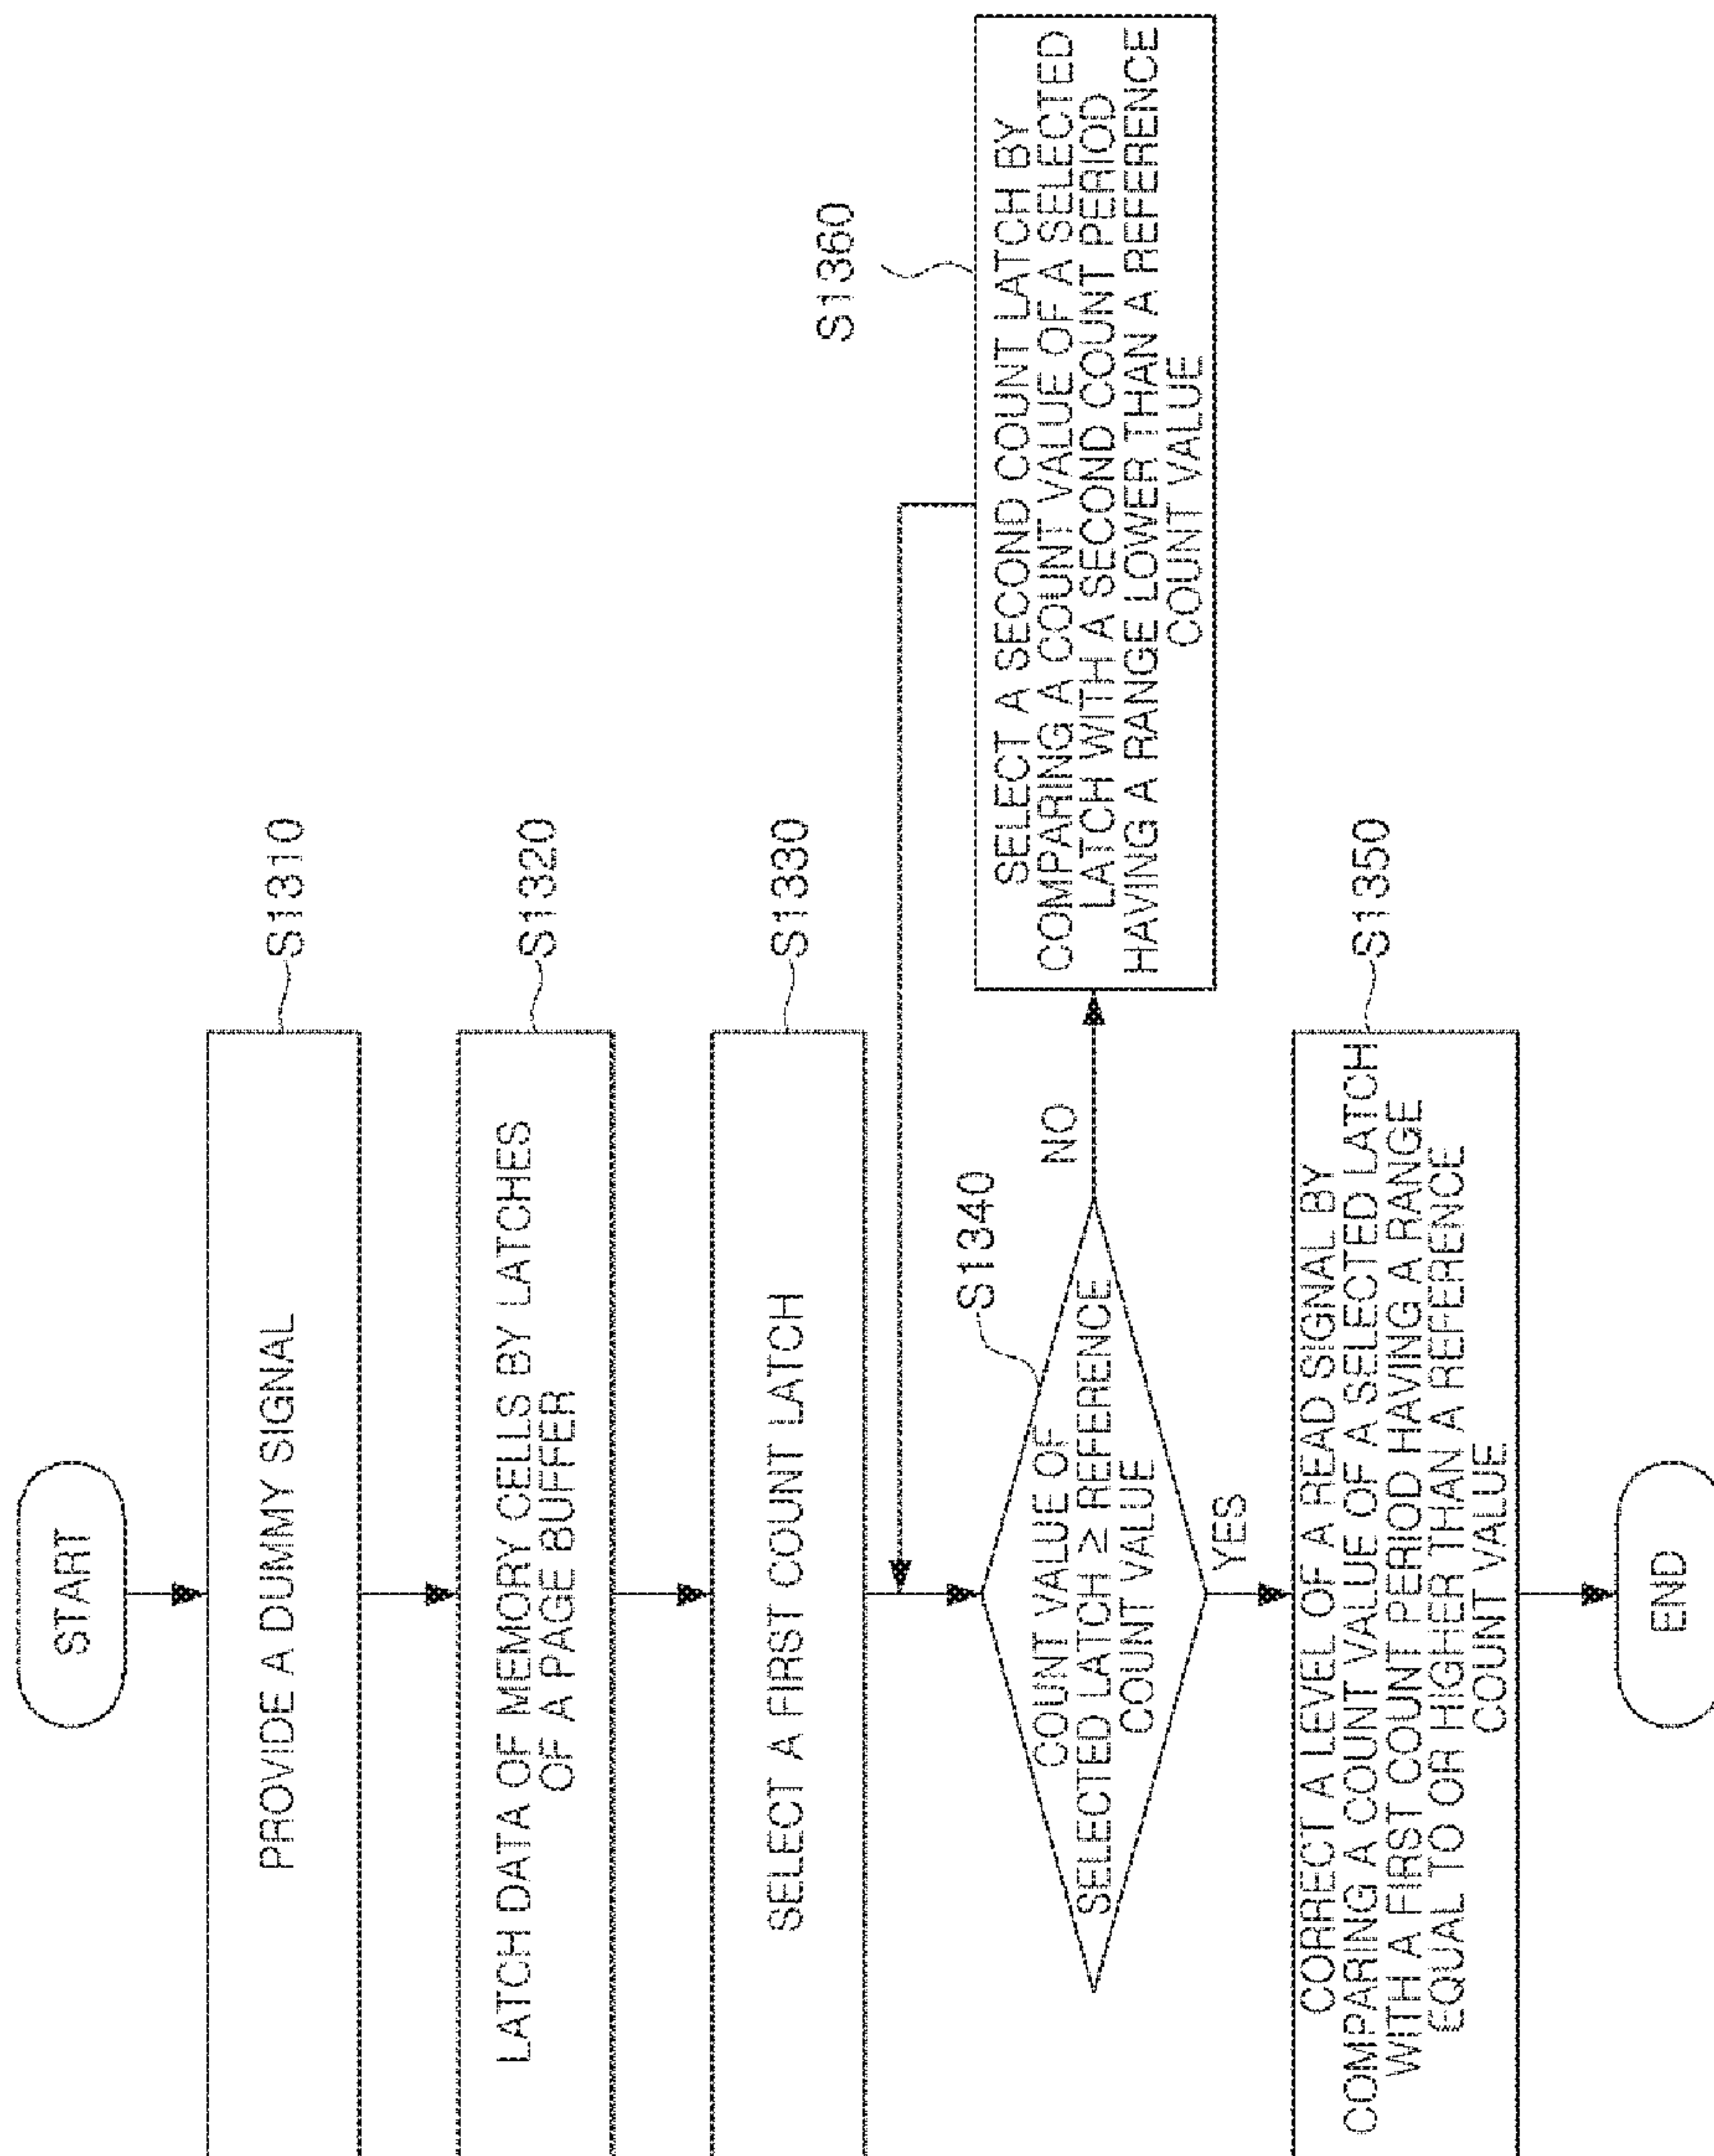 START
PROVIDE A DUMMY SIGNAL
S1310
LATCH DATA OF MEMORY CELLS BY LATCHES
OF A PAGE BUFFER
S1320
SELECT A FIRST COUNT LATCH
S1330
COUNT VALUE OF
SELECTED LATCH ≥ REFERENCE
COUNT VALUE
S1340
NO
YES
SELECT A SECOND COUNT LATCH BY
COMPARING A COUNT VALUE OF A SELECTED
LATCH WITH A SECOND COUNT PERIOD
HAVING A RANGE LOWER THAN A REFERENCE
COUNT VALUE
S1360
CORRECT A LEVEL OF A READ SIGNAL BY
COMPARING A COUNT VALUE OF A SELECTED LATCH
WITH A FIRST COUNT PERIOD HAVING A RANGE
EQUAL TO OR HIGHER THAN A REFERENCE
COUNT VALUE
S1350
END